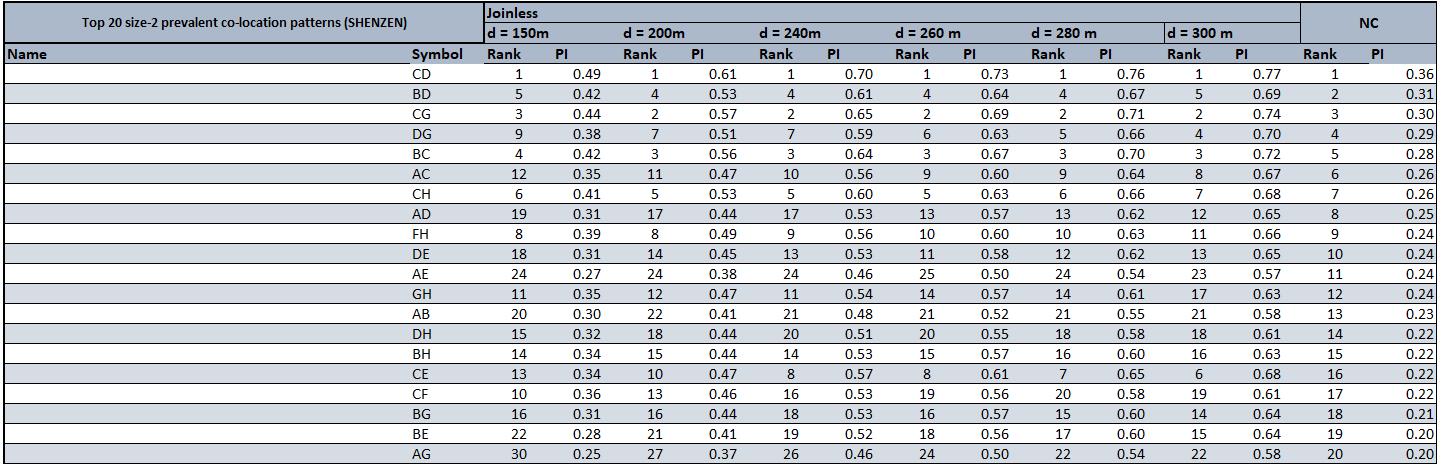 Top 20 size-2 prevalent co-location patterns (SHENZEN) Joinless NC
d = 150m d = 200m d = 240m d = 260 m d = 280 m d = 300 m
Name Symbol Rank PI Rank PI Rank PI Rank PI Rank PI Rank PI Rank PI
CD 1 0.49 1 0.61 1 0.70 1 0.73 1 0.76 1 0.77 1 0.36
BD 5 0.42 4 0.53 4 0.61 4 0.64 4 0.67 5 0.69 2 0.31
CG 3 0.44 2 0.57 2 0.65 2 0.69 2 0.71 2 0.74 3 0.30
DG 9 0.38 7 0.51 7 0.59 6 0.63 5 0.66 4 0.70 4 0.29
BC 4 0.42 3 0.56 3 0.64 3 0.67 3 0.70 3 0.72 5 0.28
AC 12 0.35 11 0.47 10 0.56 9 0.60 9 0.64 8 0.67 6 0.26
CH 6 0.41 5 0.53 5 0.60 5 0.63 6 0.66 7 0.68 7 0.26
AD 19 0.31 17 0.44 17 0.53 13 0.57 13 0.62 12 0.65 8 0.25
FH 8 0.39 8 0.49 9 0.56 10 0.60 10 0.63 11 0.66 9 0.24
DE 18 0.31 14 0.45 13 0.53 11 0.58 12 0.62 13 0.65 10 0.24
AE 24 0.27 24 0.38 24 0.46 25 0.50 24 0.54 23 0.57 11 0.24
GH 11 0.35 12 0.47 11 0.54 14 0.57 14 0.61 17 0.63 12 0.24
AB 20 0.30 22 0.41 21 0.48 21 0.52 21 0.55 21 0.58 13 0.23
DH 15 0.32 18 0.44 20 0.51 20 0.55 18 0.58 18 0.61 14 0.22
BH 14 0.34 15 0.44 14 0.53 15 0.57 16 0.60 16 0.63 15 0.22
CE 13 0.34 10 0.47 8 0.57 8 0.61 7 0.65 6 0.68 16 0.22
CF 10 0.36 13 0.46 16 0.53 19 0.56 20 0.58 19 0.61 17 0.22
BG 16 0.31 16 0.44 18 0.53 16 0.57 15 0.60 14 0.64 18 0.21
BE 22 0.28 21 0.41 19 0.52 18 0.56 17 0.60 15 0.64 19 0.20
AG 30 0.25 27 0.37 26 0.46 24 0.50 22 0.54 22 0.58 20 0.20